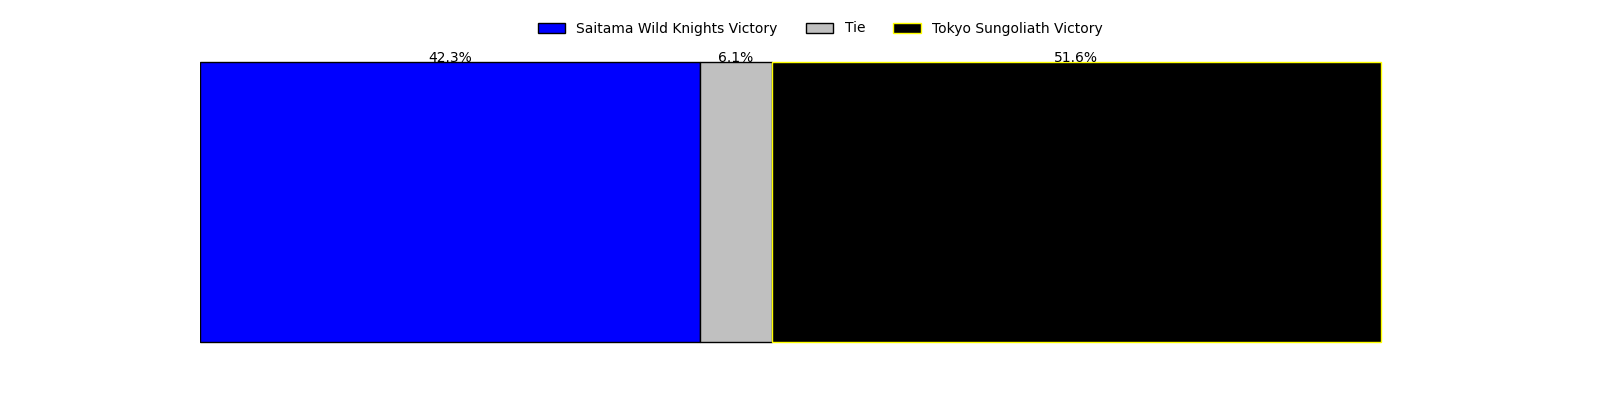 Saitama Wild Knights Victory Tie Tokyo Sungoliath Victory
42.3% 6.1% 51.6%